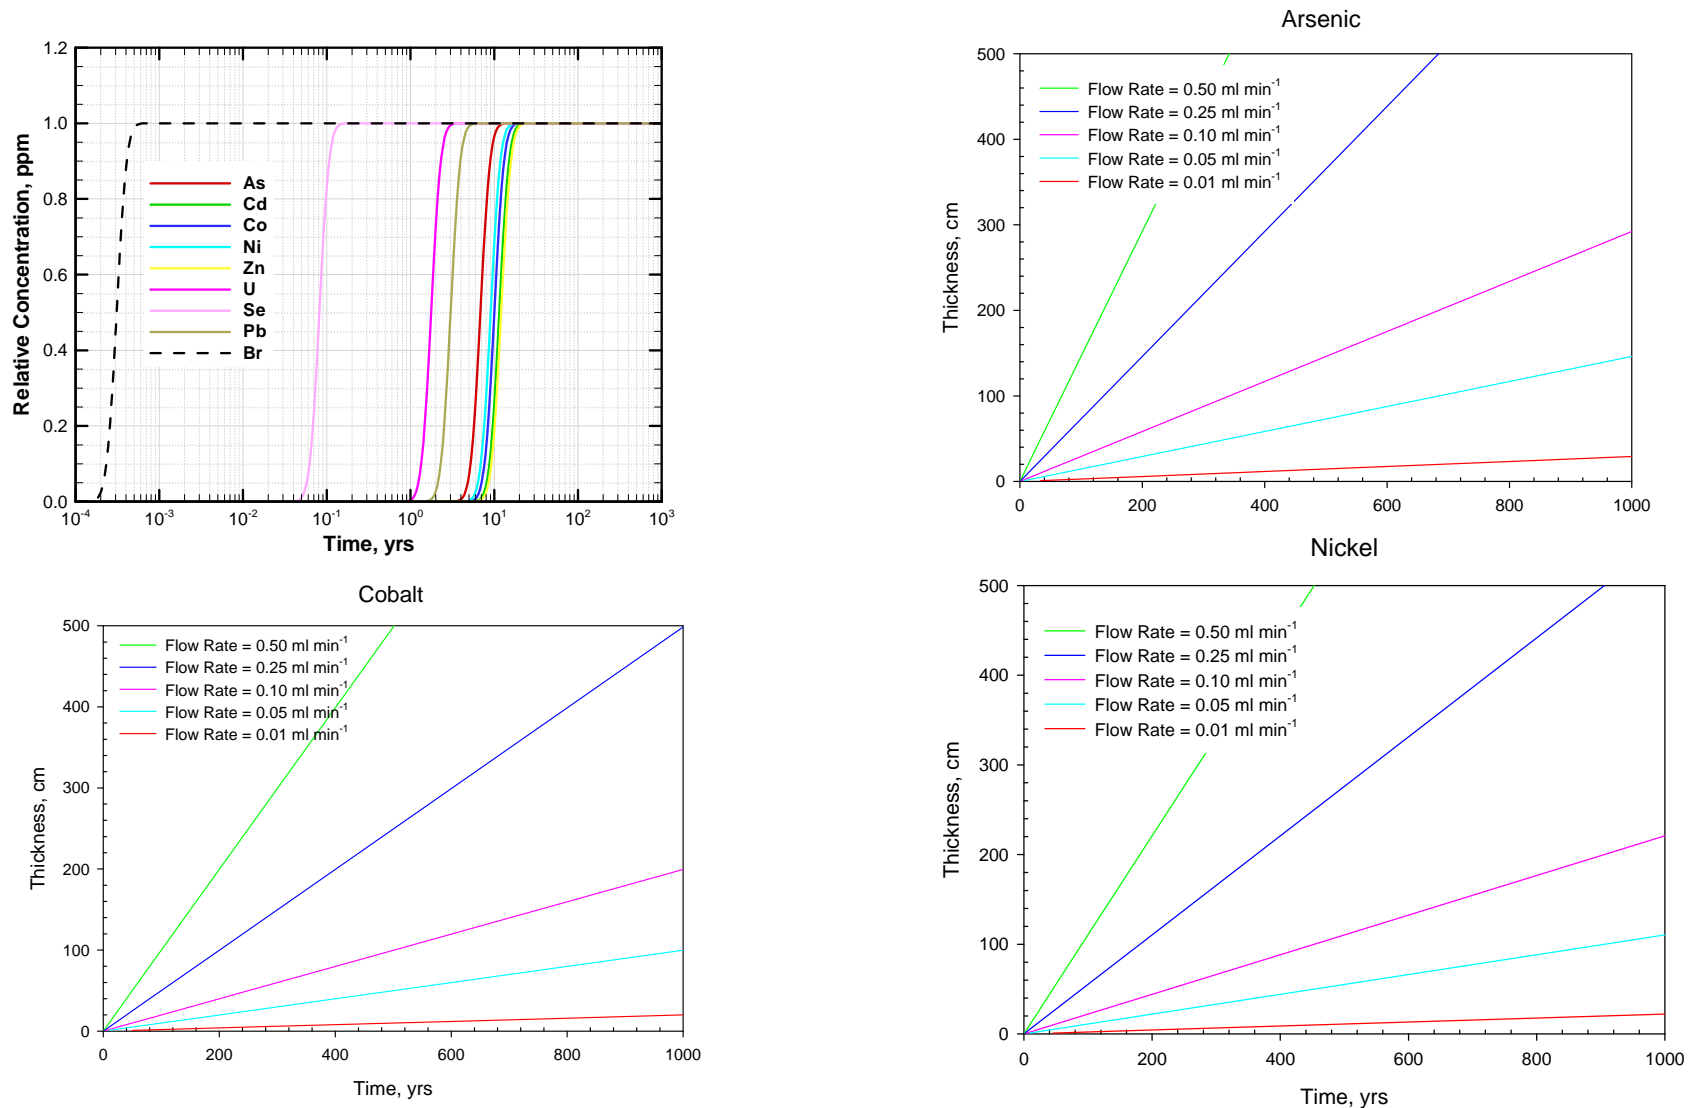 1.2
1.0
0.8
0.6
0.4
0.2
0.0
Relative Concentration, ppm
As
Cd
Co
Ni
Zn
U
Se
Pb
Br
10-4 10-3 10-2 10-1 100 101 102 103
Time, yrs
Arsenic
500
400
300
200
100
0
Thickness, cm
Flow Rate = 0.50 ml min-1
Flow Rate = 0.25 ml min-1
Flow Rate = 0.10 ml min-1
Flow Rate = 0.05 ml min-1
Flow Rate = 0.01 ml min-1
0 200 400 600 800 1000
Cobalt
500
400
300
200
100
0
Thickness, cm
Flow Rate = 0.50 ml min-1
Flow Rate = 0.25 ml min-1
Flow Rate = 0.10 ml min-1
Flow Rate = 0.05 ml min-1
Flow Rate = 0.01 ml min-1
0 200 400 600 800 1000
Time, yrs
Nickel
500
400
300
200
100
0
Thickness, cm
Flow Rate = 0.50 ml min-1
Flow Rate = 0.25 ml min-1
Flow Rate = 0.10 ml min-1
Flow Rate = 0.05 ml min-1
Flow Rate = 0.01 ml min-1
0 200 400 600 800 1000
Time, yrs